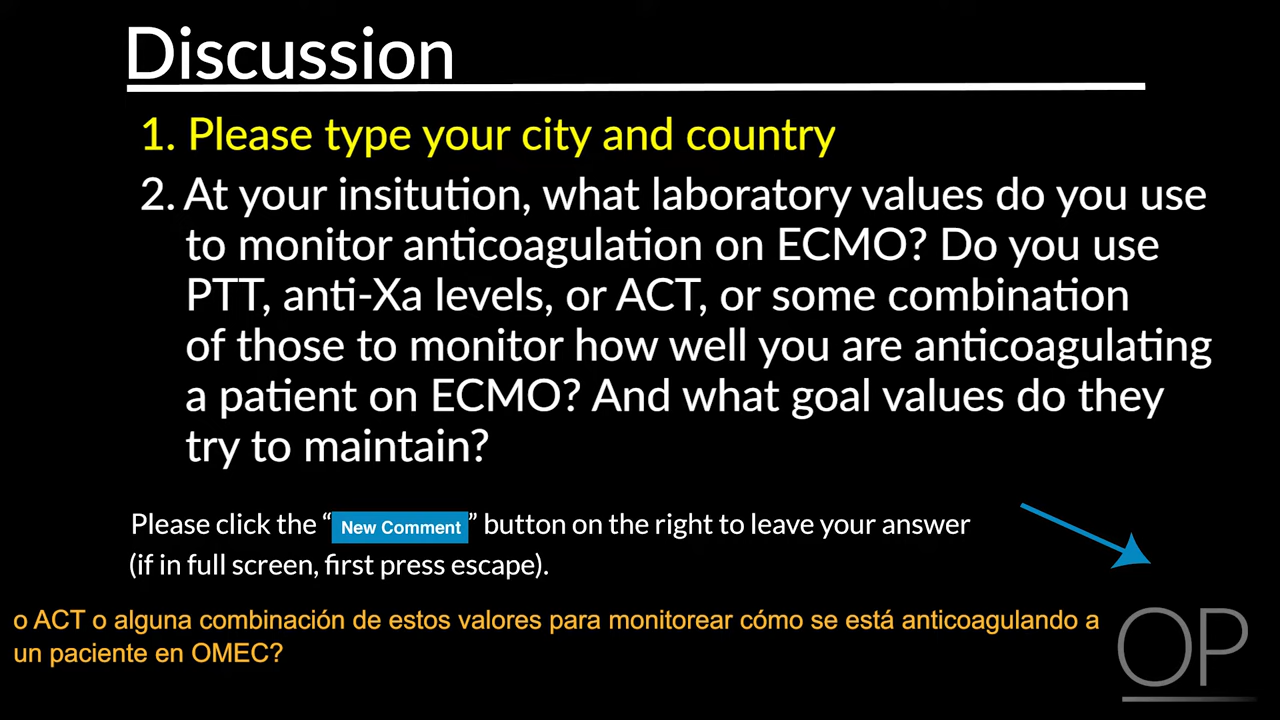 Discussion
1. Please type your city and country
2. At your insitution, what laboratory values do you use
to monitor anticoagulation on ECMO? Do you use
PTT, anti-Xa levels, or ACT, or some combination
of those to monitor how well you are anticoagulating
a patient on ECMO? And what goal values do they
try to maintain?
Please click the “New Comment” button on the right to leave your answer
(if in full screen, first press escape).
o ACT o alguna combinación de estos valores para monitorear cómo se está anticoagulando a
un paciente en OMEC?
OP